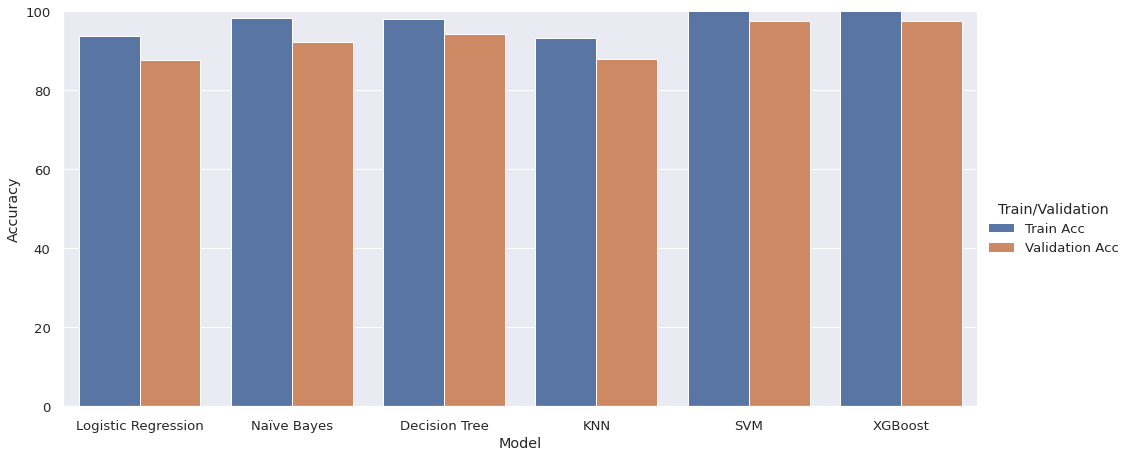 100
80
60
40
20
0
Accuracy
Logistic Regression Naïve Bayes Decision Tree KNN SVM XGBoost
Model
Train/Validation
Train Acc
Validation Acc